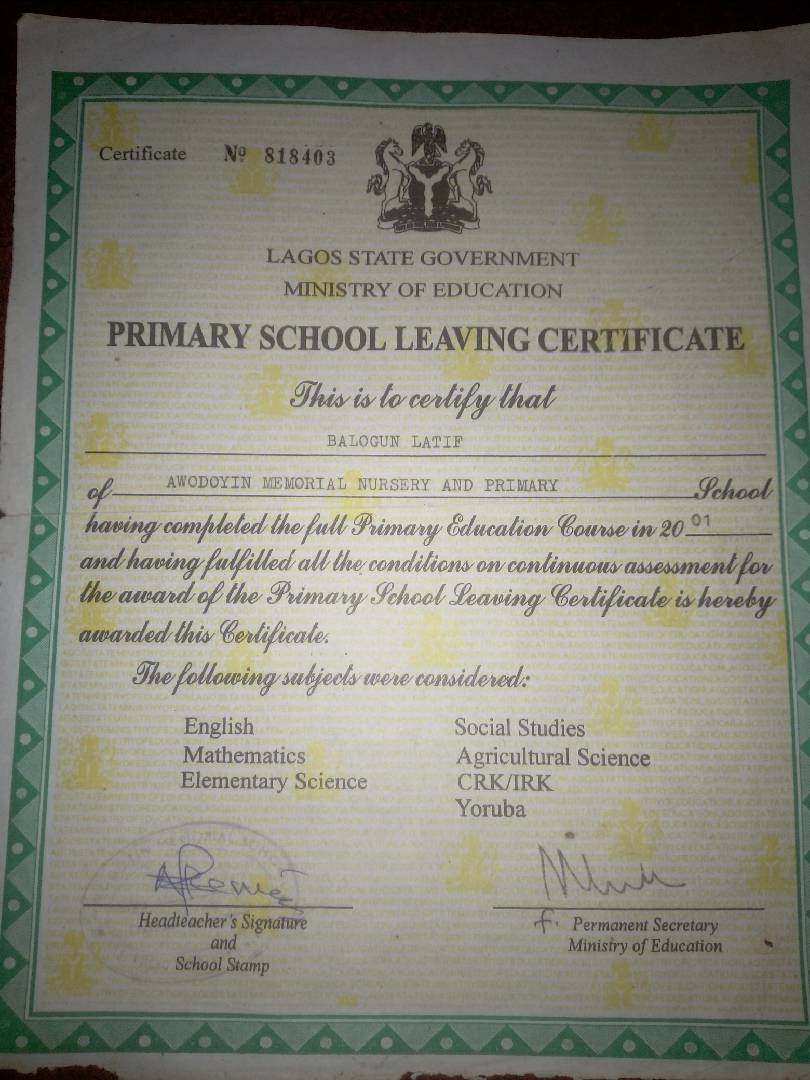 Certificate Nº 818403
LAGOS STATE GOVERNMENT
MINISTRY OF EDUCATION
PRIMARY SCHOOL LEAVING CERTIFICATE
This is to certify that
BALOGUN LATIF
of AWODOYIN MEMORIAL NURSERY AND PRIMARY School
having completed the full Primary Education Course in 20 01
and having fulfilled all the conditions on continuous assessment for
the award of the Primary School Leaving Certificate is hereby
awarded this Certificate.
The following subjects were considered:
English
Mathematics
Elementary Science
Social Studies
Agricultural Science
CRK/IRK
Yoruba
Headteacher's Signature
and
School Stamp
f. Permanent Secretary
Ministry of Education